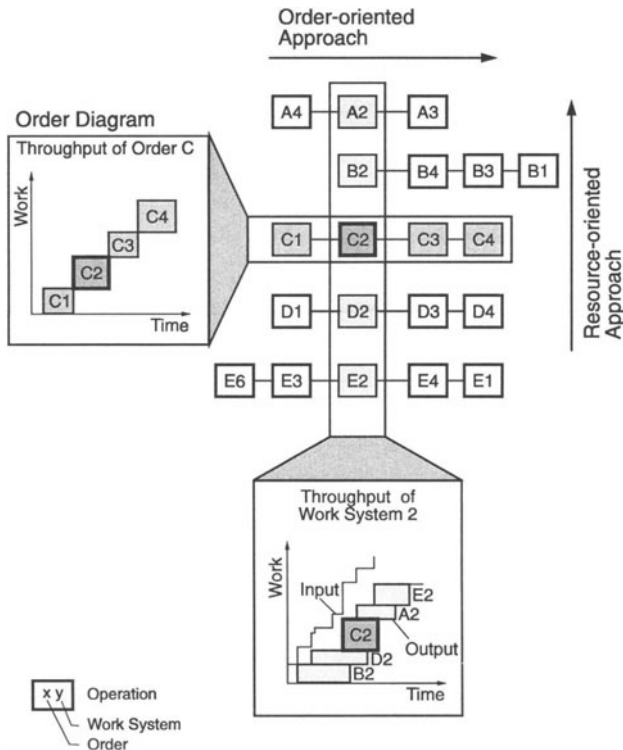 Order-oriented
Approach
A4 A2 A3
Order Diagram
Throughput of Order C
Work
C1
C2
C3
C4
Time
B2 B4 B3 B1
C1 C2 C3 C4
D1 D2 D3 D4
E6 E3 E2 E4 E1
Resource-oriented
Approach
Throughput of
Work System 2
Work
Input
E2
A2
C2
Output
D2
B2
Time
x y Operation
Work System
Order